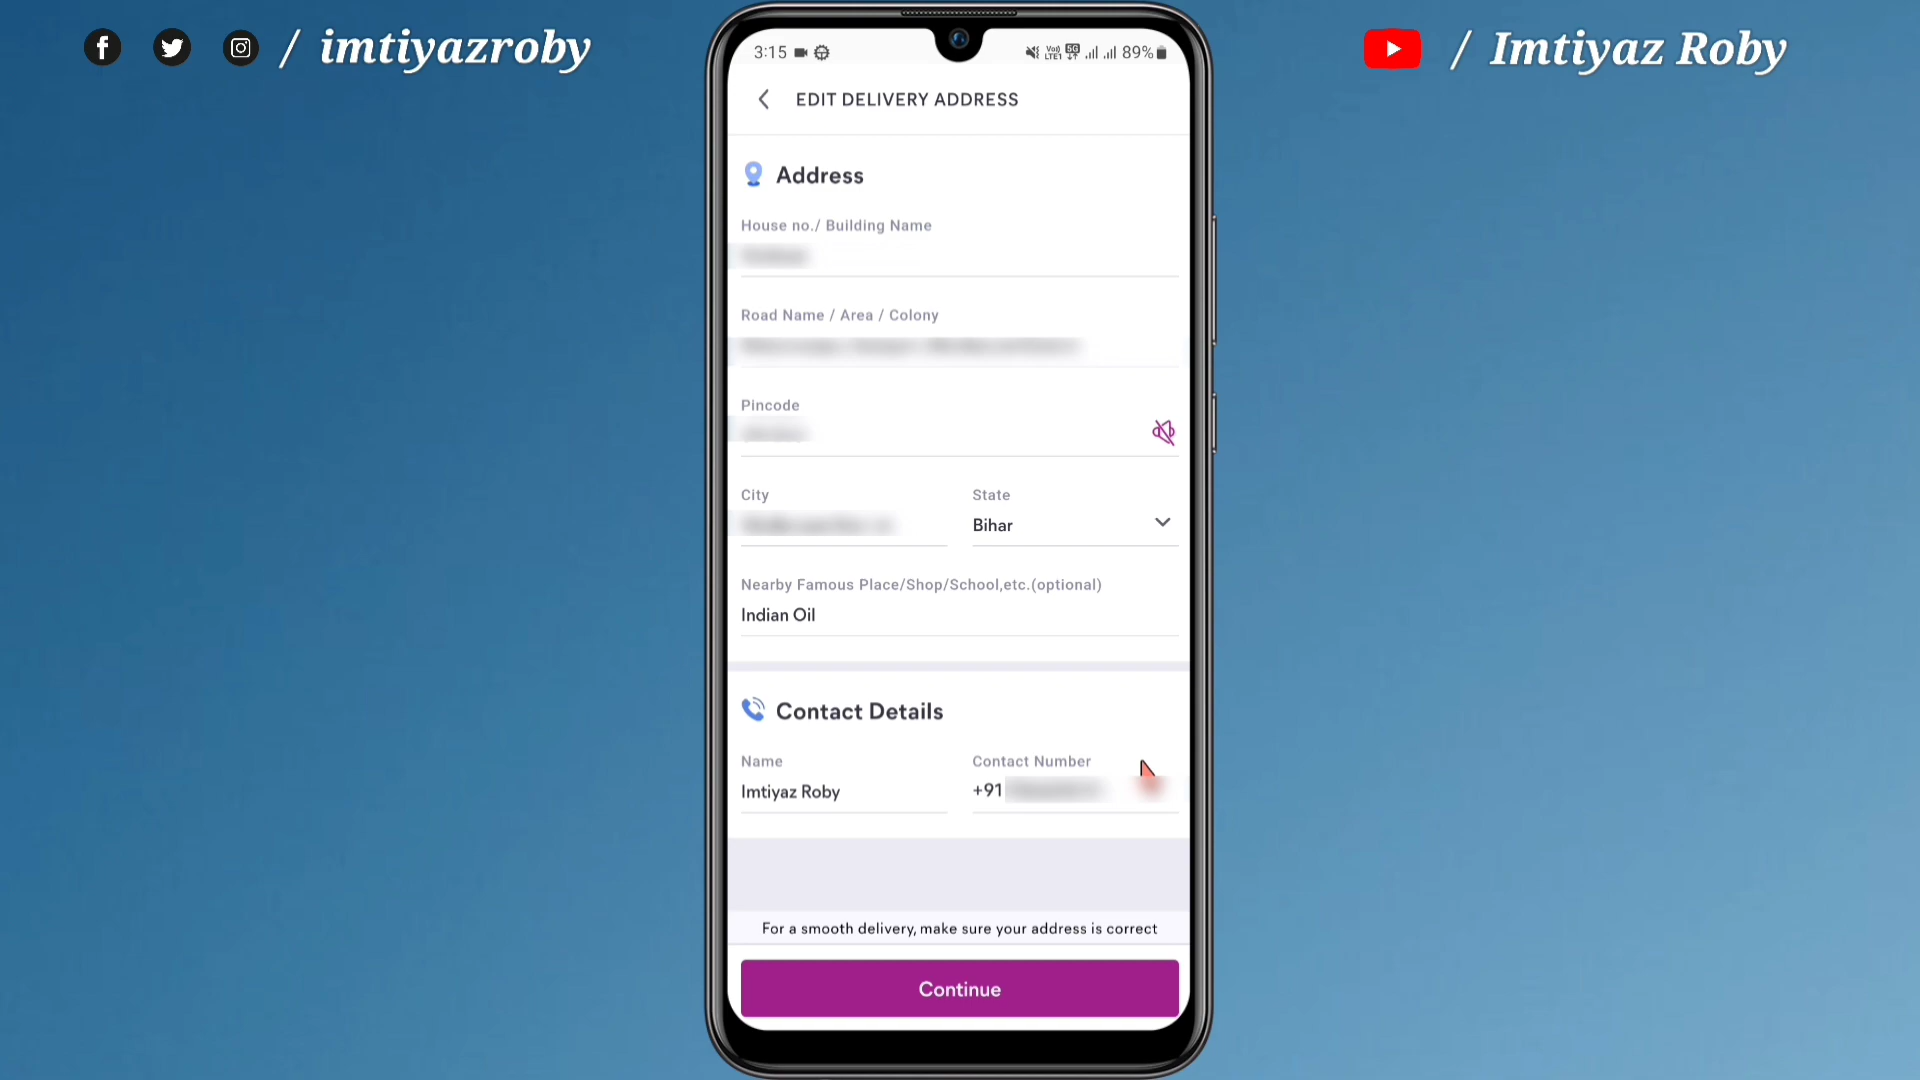 / imtiyazroby
/ Imtiyaz Roby
3:15
89%
EDIT DELIVERY ADDRESS
Address
House no./ Building Name
Road Name / Area / Colony
Pincode
City
State
Bihar
Nearby Famous Place/Shop/School,etc.(optional)
Indian Oil
Contact Details
Name
Contact Number
Imtiyaz Roby
+91
For a smooth delivery, make sure your address is correct
Continue